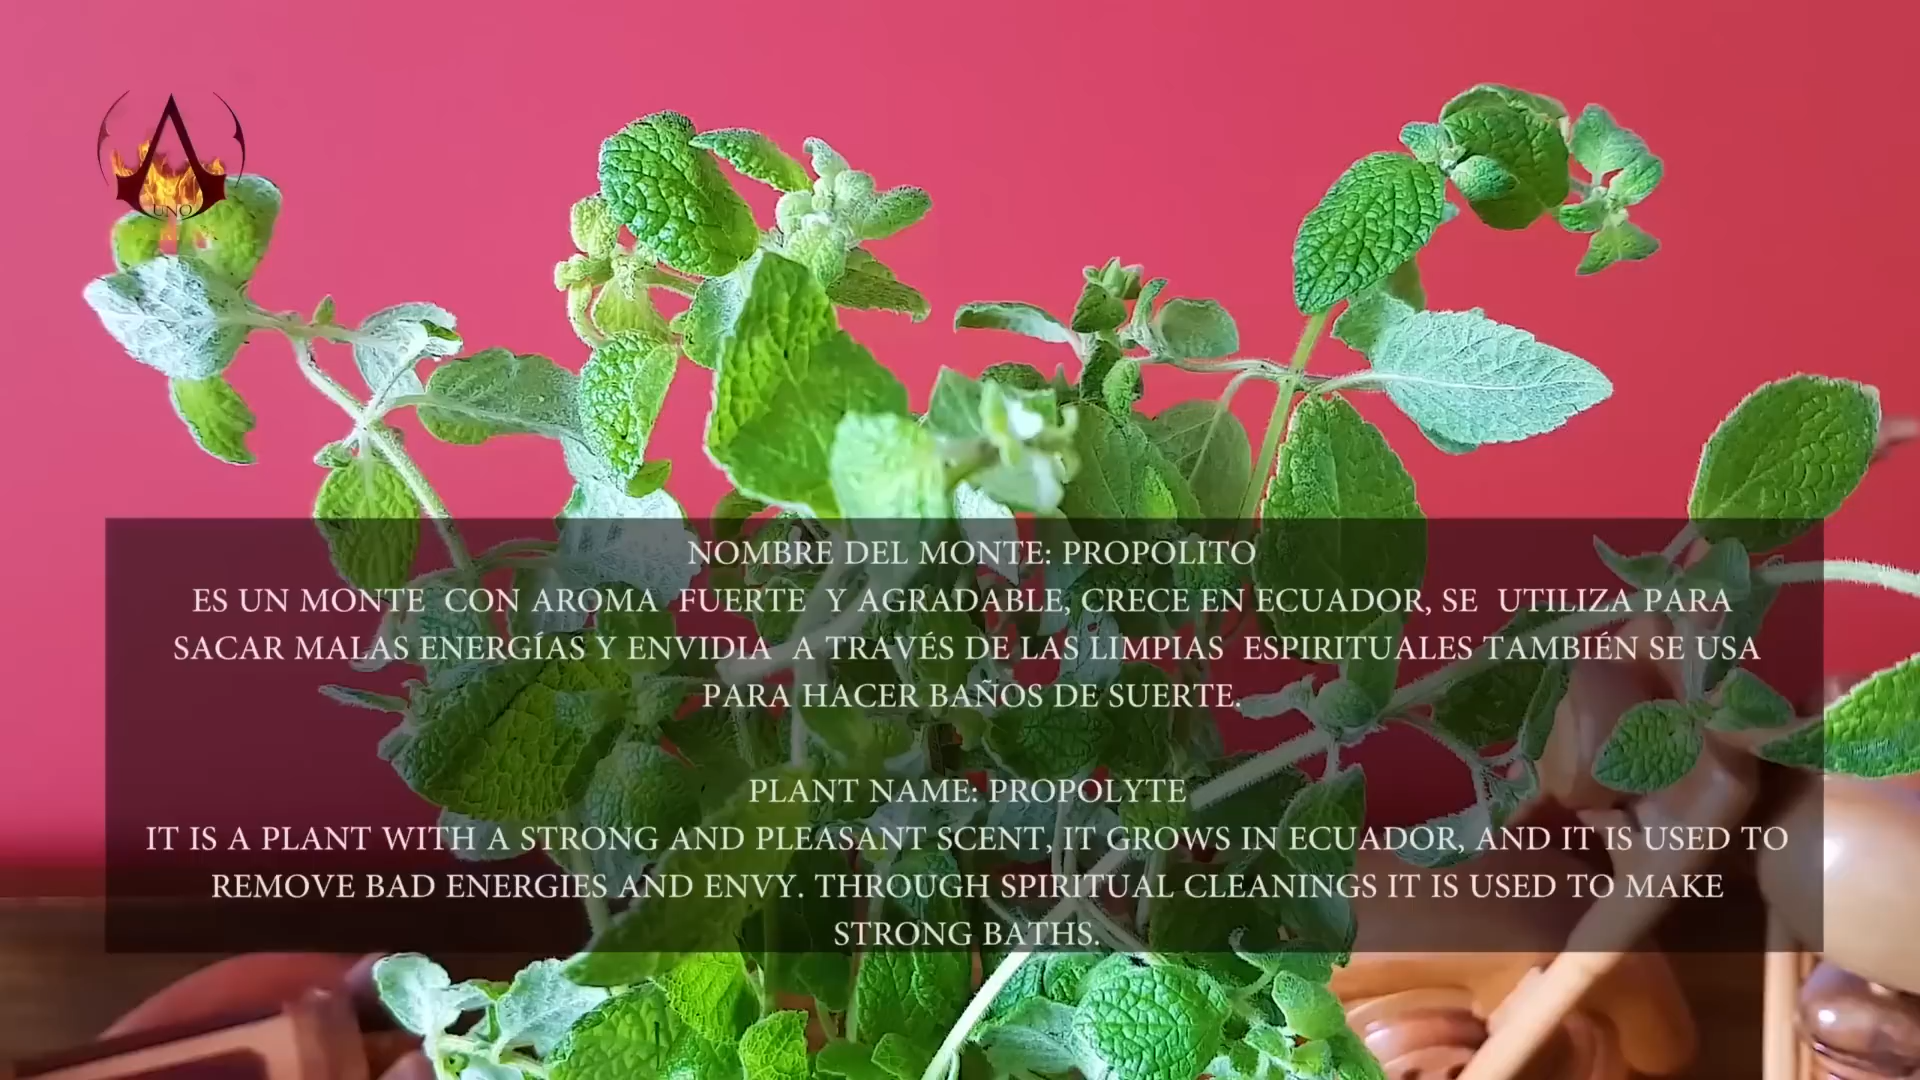 UNO
NOMBRE DEL MONTE: PROPOLITO
ES UN MONTE CON AROMA FUERTE Y AGRADABLE, CRECE EN ECUADOR, SE UTILIZA PARA
SACAR MALAS ENERGÍAS Y ENVIDIA A TRAVÉS DE LAS LIMPIAS ESPIRITUALES TAMBIÉN SE USA
PARA HACER BAÑOS DE SUERTE.
PLANT NAME: PROPOLYTE
IT IS A PLANT WITH A STRONG AND PLEASANT SCENT, IT GROWS IN ECUADOR, AND IT IS USED TO
REMOVE BAD ENERGIES AND ENVY. THROUGH SPIRITUAL CLEANINGS IT IS USED TO MAKE
STRONG BATHS.